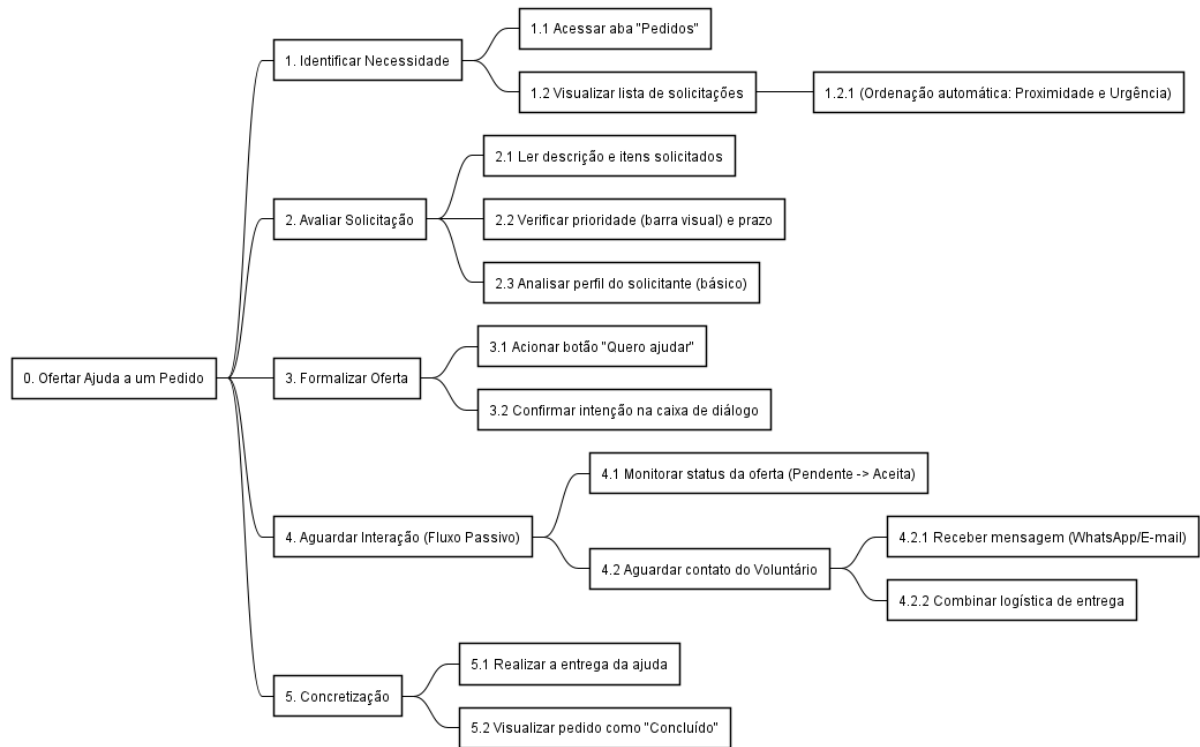 0. Ofertar Ajuda a um Pedido
1. Identificar Necessidade
1.1 Acessar aba "Pedidos"
1.2 Visualizar lista de solicitações
1.2.1 (Ordenação automática: Proximidade e Urgência)
2. Avaliar Solicitação
2.1 Ler descrição e itens solicitados
2.2 Verificar prioridade (barra visual) e prazo
2.3 Analisar perfil do solicitante (básico)
3. Formalizar Oferta
3.1 Acionar botão "Quero ajudar"
3.2 Confirmar intenção na caixa de diálogo
4. Aguardar Interação (Fluxo Passivo)
4.1 Monitorar status da oferta (Pendente -> Aceita)
4.2 Aguardar contato do Voluntário
4.2.1 Receber mensagem (WhatsApp/E-mail)
4.2.2 Combinar logística de entrega
5. Concretização
5.1 Realizar a entrega da ajuda
5.2 Visualizar pedido como "Concluído"